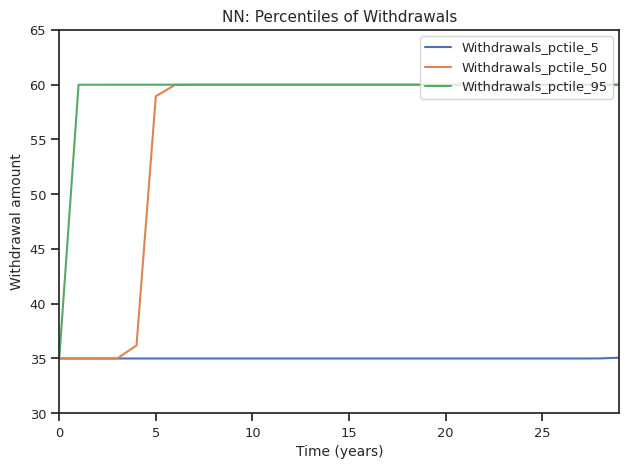 NN: Percentiles of Withdrawals
Withdrawal amount
65
60
55
50
45
40
35
30
Withdrawals_pctile_5
Withdrawals_pctile_50
Withdrawals_pctile_95
0 5 10 15 20 25
Time (years)